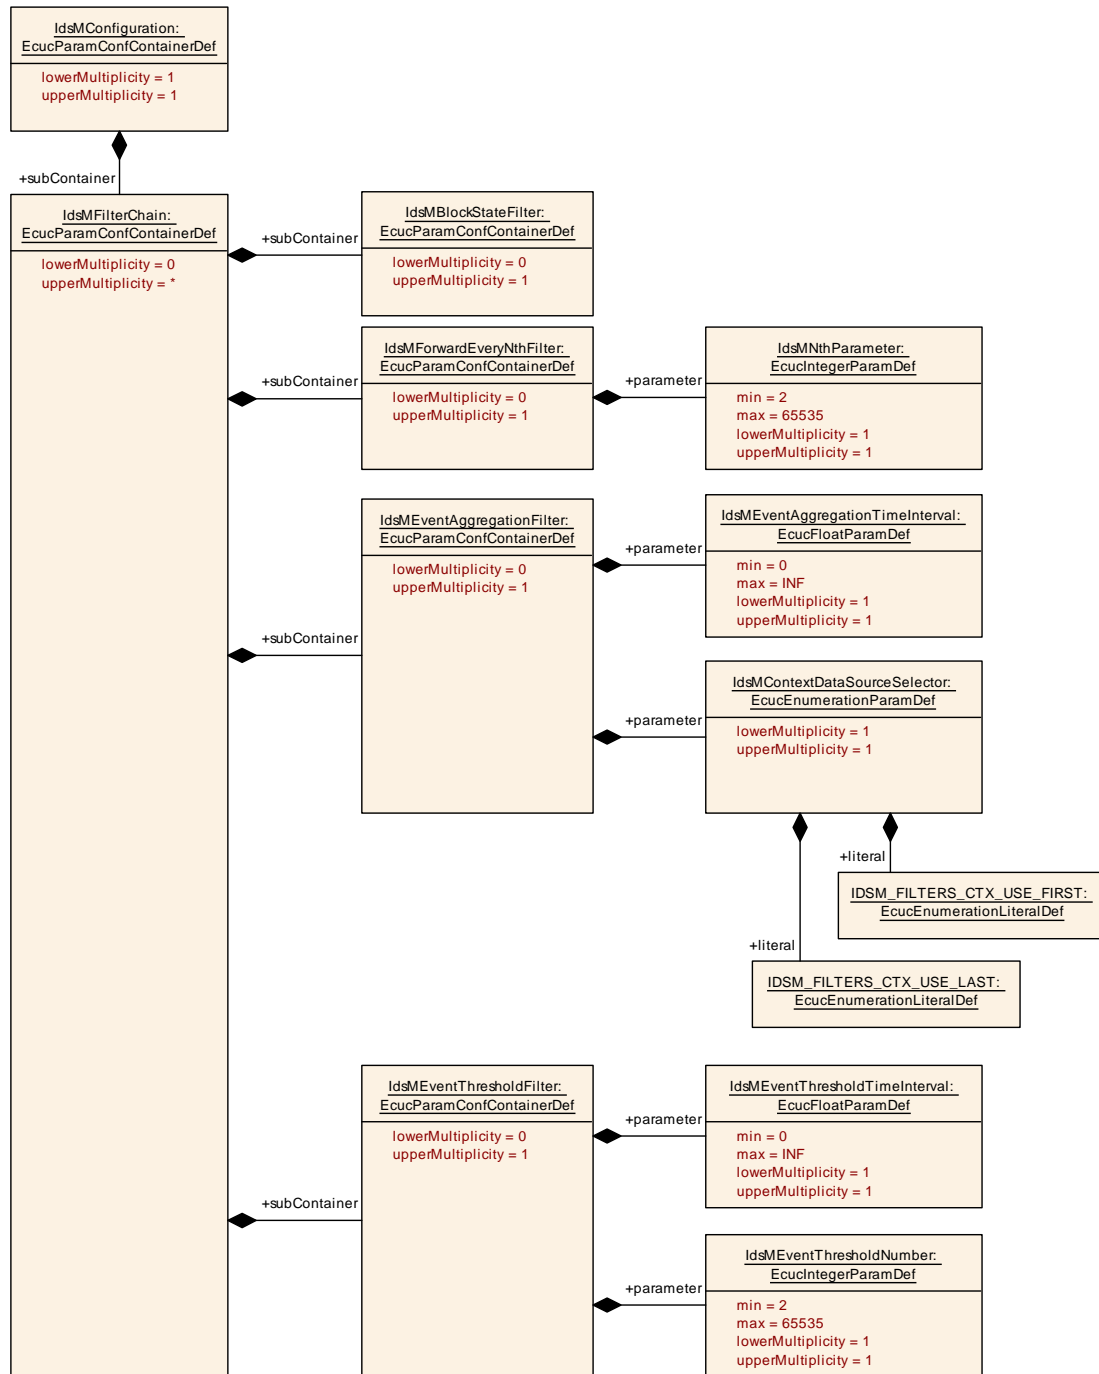 IdsMConfiguration:
EcucParamConfContainerDef
lowerMultiplicity = 1
upperMultiplicity = 1
+subContainer
IdsMFilterChain:
EcucParamConfContainerDef
lowerMultiplicity = 0
upperMultiplicity = *
+subContainer
IdsMBlockStateFilter:
EcucParamConfContainerDef
lowerMultiplicity = 0
upperMultiplicity = 1
+subContainer
IdsMForwardEveryNthFilter:
EcucParamConfContainerDef
lowerMultiplicity = 0
upperMultiplicity = 1
+parameter
IdsMNthParameter:
EcucIntegerParamDef
min = 2
max = 65535
lowerMultiplicity = 1
upperMultiplicity = 1
+subContainer
IdsMEventAggregationFilter:
EcucParamConfContainerDef
lowerMultiplicity = 0
upperMultiplicity = 1
+parameter
IdsMEventAggregationTimeInterval:
EcucFloatParamDef
min = 0
max = INF
lowerMultiplicity = 1
upperMultiplicity = 1
+parameter
IdsMContextDataSourceSelector:
EcucEnumerationParamDef
lowerMultiplicity = 1
upperMultiplicity = 1
+literal
IDSM_FILTERS_CTX_USE_FIRST:
EcucEnumerationLiteralDef
+literal
IDSM_FILTERS_CTX_USE_LAST:
EcucEnumerationLiteralDef
+subContainer
IdsMEventThresholdFilter:
EcucParamConfContainerDef
lowerMultiplicity = 0
upperMultiplicity = 1
+parameter
IdsMEventThresholdTimeInterval:
EcucFloatParamDef
min = 0
max = INF
lowerMultiplicity = 1
upperMultiplicity = 1
+parameter
IdsMEventThresholdNumber:
EcucIntegerParamDef
min = 2
max = 65535
lowerMultiplicity = 1
upperMultiplicity = 1